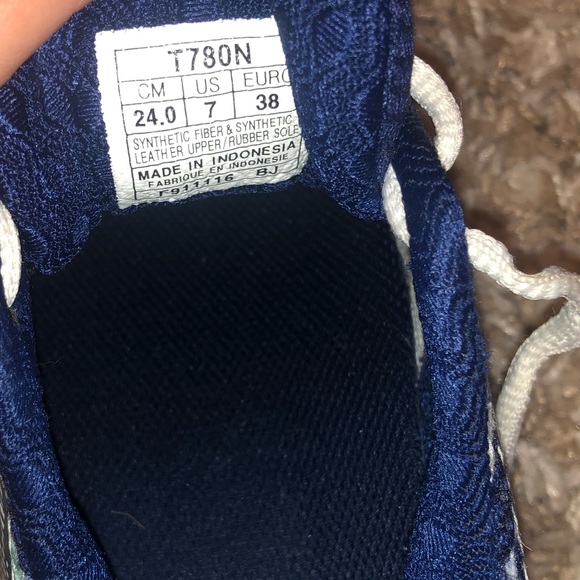 T780N
CM US EURO
24.0 7 38
SYNTHETIC FIBER & SYNTHETIC
LEATHER UPPER/RUBBER SOLE
MADE IN INDONESIA
FABRIQUE EN INDONESIE
F911116 BJ